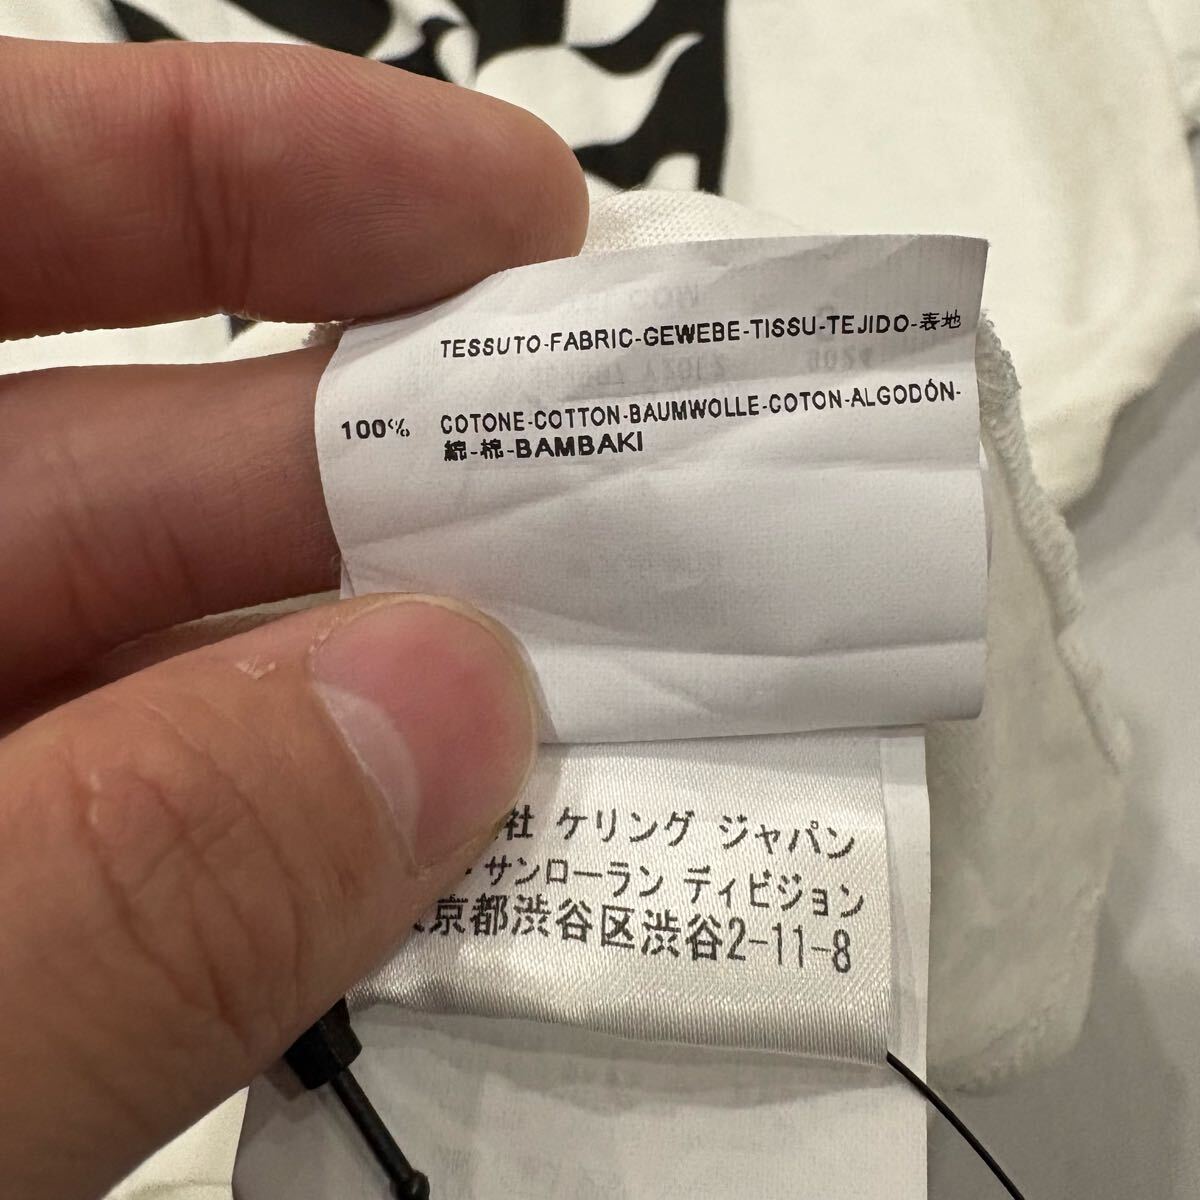 TESSUTO-FABRIC-GEWEBE-TISSU-TEJIDO-表地
100% COTONE-COTTON-BAUMWOLLE-COTON-ALGODÓN-
綿-棉-BAMBAKI
社 ケリング ジャパン
・サンローラン ディビジョン
京都渋谷区渋谷2-11-8